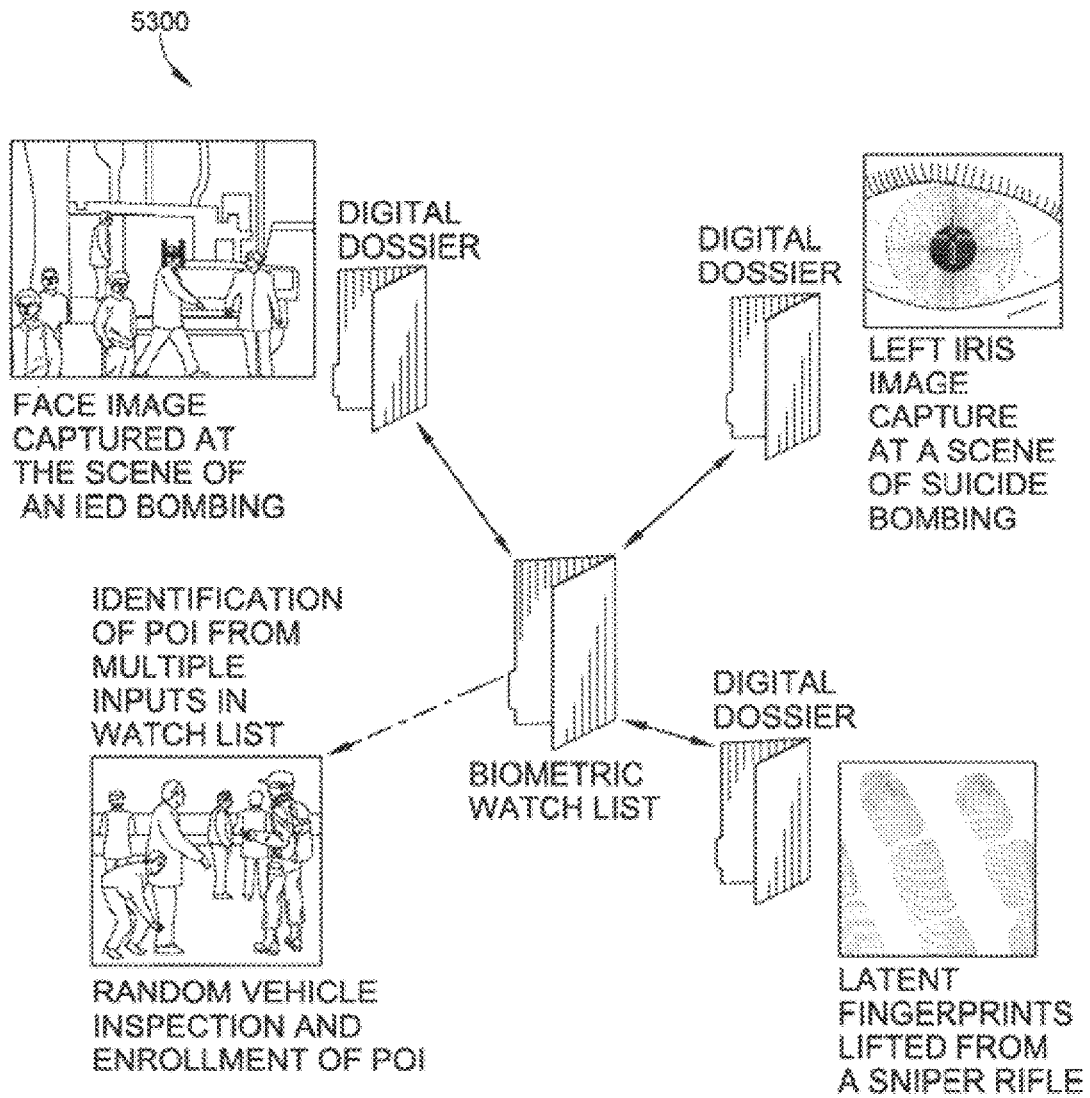 5300
DIGITAL
DOSSIER
FACE IMAGE
CAPTURED AT
THE SCENE OF
AN IED BOMBING
DIGITAL
DOSSIER
LEFT IRIS
IMAGE
CAPTURE
AT A SCENE
OF SUICIDE
BOMBING
IDENTIFICATION
OF POI FROM
MULTIPLE
INPUTS IN
WATCH LIST
BIOMETRIC
WATCH LIST
DIGITAL
DOSSIER
RANDOM VEHICLE
INSPECTION AND
ENROLLMENT OF POI
LATENT
FINGERPRINTS
LIFTED FROM
A SNIPER RIFLE